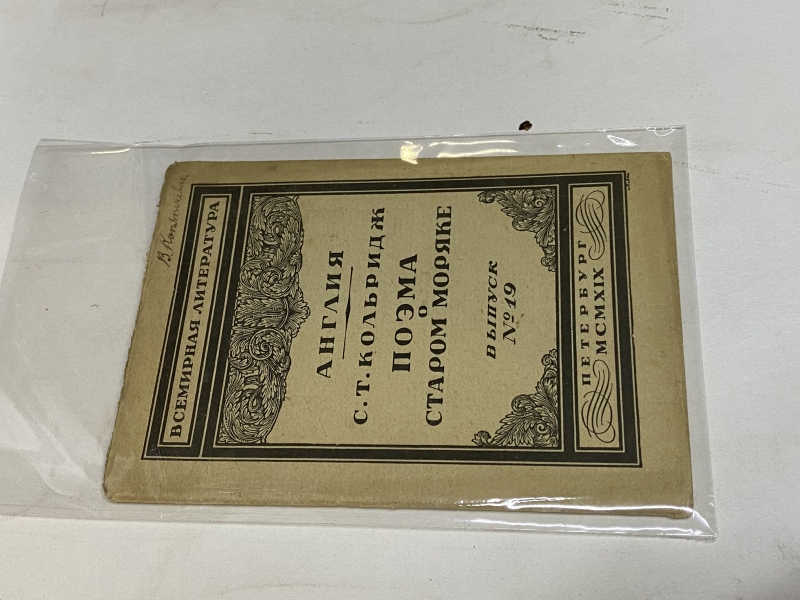 ВСЕМИРНАЯ ЛИТЕРАТУРА
АНГЛИЯ
С. Т. КОЛЬРИДЖ
ПОЭМА
О
СТАРОМ МОРЯКЕ
ВЫПУСК
№ 19
ПЕТЕРБУРГ
MCMXIX